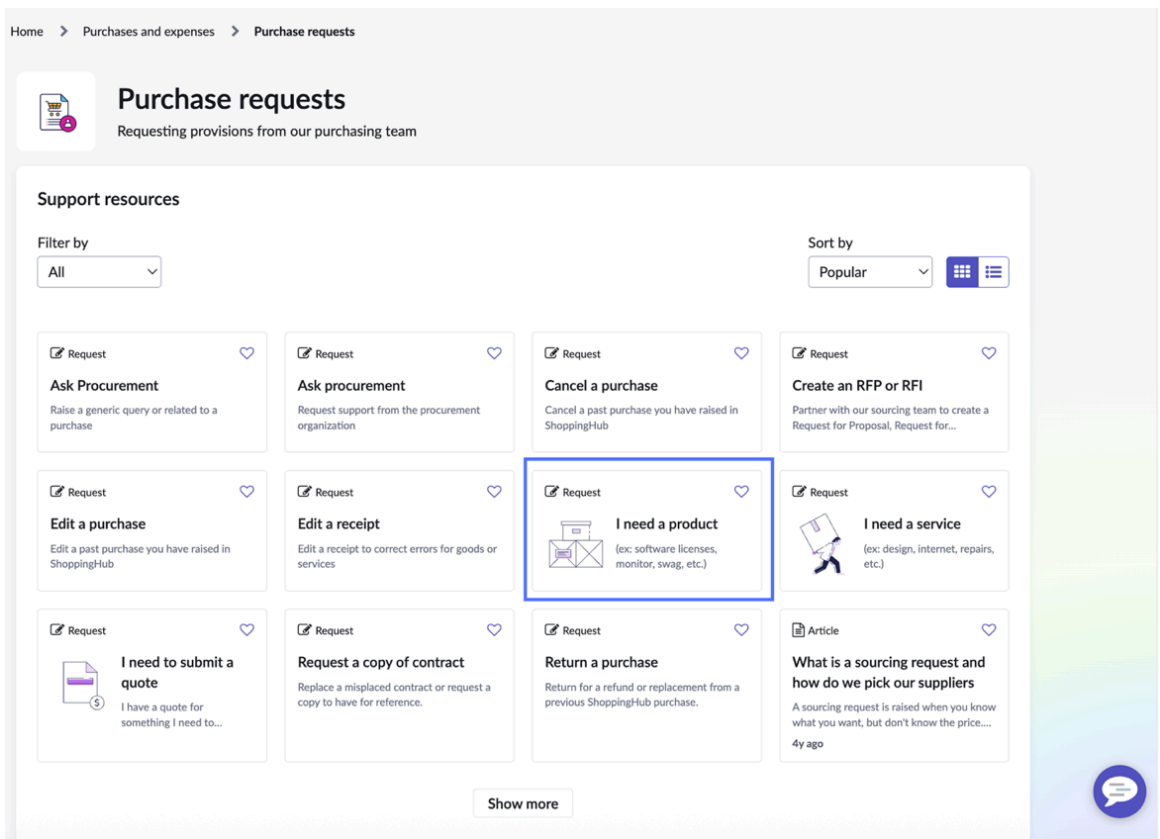 Home > Purchases and expenses > Purchase requests
Purchase requests
Requesting provisions from our purchasing team
Support resources
Filter by
All
Sort by
Popular
Request
Ask Procurement
Raise a generic query or related to a
purchase
Request
Ask procurement
Request support from the procurement
organization
Request
Cancel a purchase
Cancel a past purchase you have raised in
ShoppingHub
Request
Create an RFP or RFI
Partner with our sourcing team to create a
Request for Proposal, Request for...
Request
Edit a purchase
Edit a past purchase you have raised in
ShoppingHub
Request
Edit a receipt
Edit a receipt to correct errors for goods or
services
Request
I need a product
(ex: software licenses,
monitor, swag, etc.)
Request
I need a service
(ex: design, internet, repairs,
etc.)
Request
I need to submit a
quote
I have a quote for
something I need to...
$
Request
Request a copy of contract
Replace a misplaced contract or request a
copy to have for reference.
Request
Return a purchase
Return for a refund or replacement from a
previous ShoppingHub purchase.
Article
What is a sourcing request and
how do we pick our suppliers
A sourcing request is raised when you know
what you want, but don't know the price....
4y ago
Show more